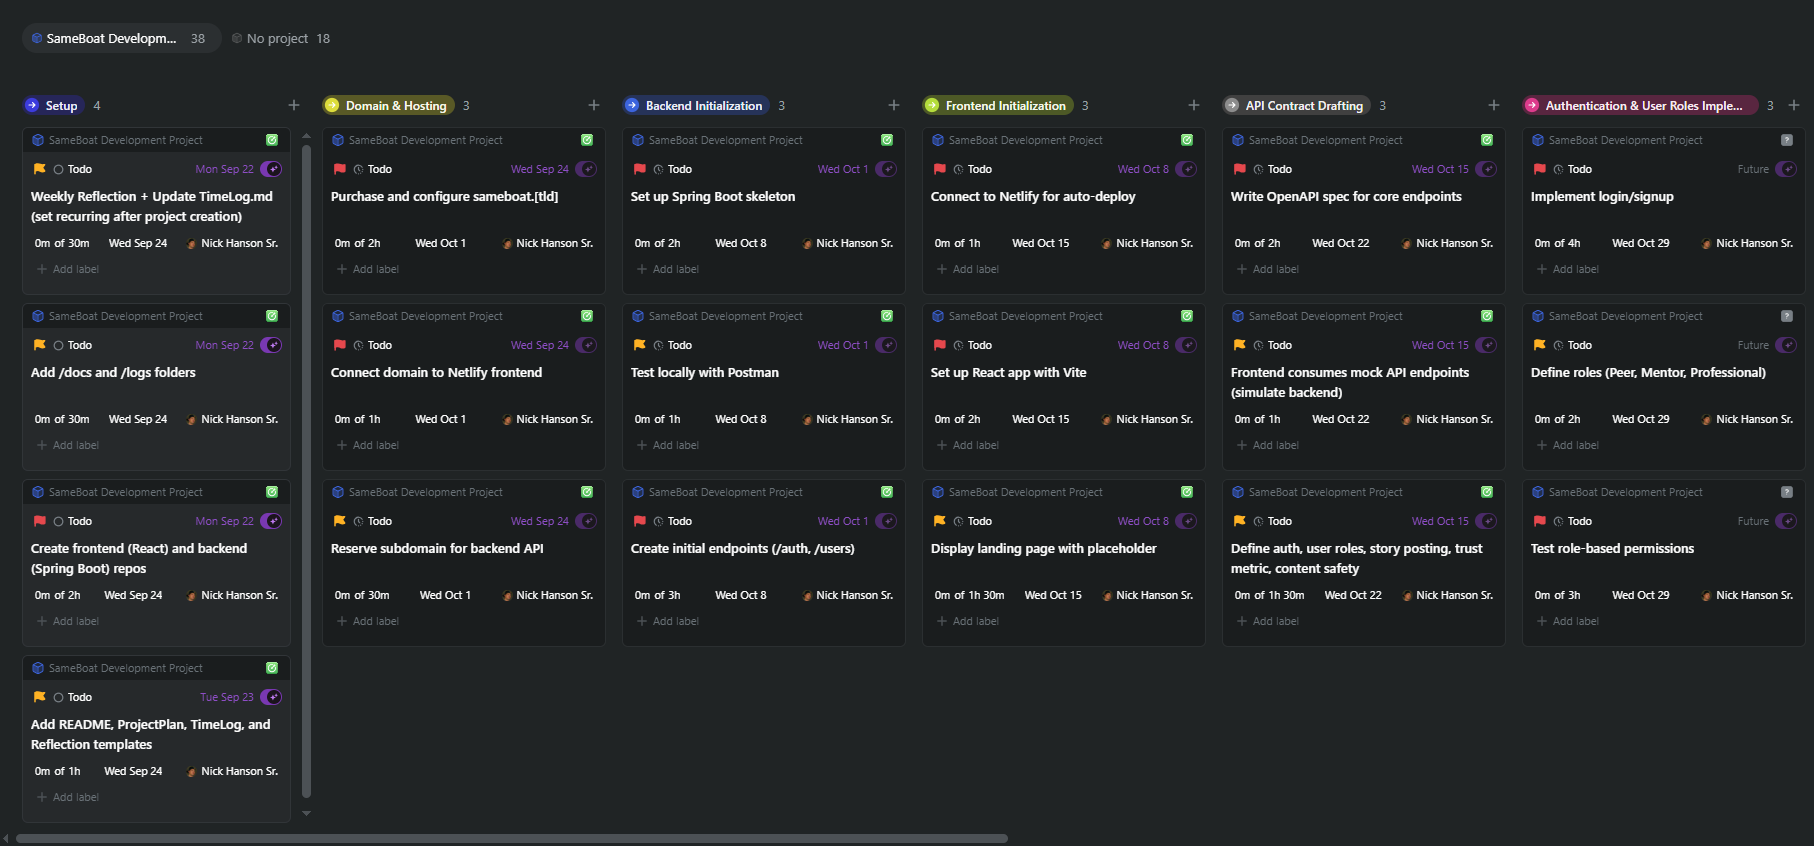 SameBoat Developm... 38
No project 18
Setup 4
SameBoat Development Project
Todo Mon Sep 22
Weekly Reflection + Update TimeLog.md
(set recurring after project creation)
0m of 30m Wed Sep 24 Nick Hanson Sr.
Add label
SameBoat Development Project
Todo Mon Sep 22
Add /docs and /logs folders
0m of 30m Wed Sep 24 Nick Hanson Sr.
Add label
SameBoat Development Project
Todo Mon Sep 22
Create frontend (React) and backend
(Spring Boot) repos
0m of 2h Wed Sep 24 Nick Hanson Sr.
Add label
SameBoat Development Project
Todo Tue Sep 23
Add README, ProjectPlan, TimeLog, and
Reflection templates
0m of 1h Wed Sep 24 Nick Hanson Sr.
Add label
Domain & Hosting 3
SameBoat Development Project
Todo Wed Sep 24
Purchase and configure sameboat.[tld]
0m of 2h Wed Oct 1 Nick Hanson Sr.
Add label
SameBoat Development Project
Todo Wed Sep 24
Connect domain to Netlify frontend
0m of 1h Wed Oct 1 Nick Hanson Sr.
Add label
SameBoat Development Project
Todo Wed Sep 24
Reserve subdomain for backend API
0m of 30m Wed Oct 1 Nick Hanson Sr.
Add label
Backend Initialization 3
SameBoat Development Project
Todo Wed Oct 1
Set up Spring Boot skeleton
0m of 2h Wed Oct 8 Nick Hanson Sr.
Add label
SameBoat Development Project
Todo Wed Oct 1
Test locally with Postman
0m of 1h Wed Oct 8 Nick Hanson Sr.
Add label
SameBoat Development Project
Todo Wed Oct 1
Create initial endpoints (/auth, /users)
0m of 3h Wed Oct 8 Nick Hanson Sr.
Add label
Frontend Initialization 3
SameBoat Development Project
Todo Wed Oct 8
Connect to Netlify for auto-deploy
0m of 1h Wed Oct 15 Nick Hanson Sr.
Add label
SameBoat Development Project
Todo Wed Oct 8
Set up React app with Vite
0m of 2h Wed Oct 15 Nick Hanson Sr.
Add label
SameBoat Development Project
Todo Wed Oct 8
Display landing page with placeholder
0m of 1h 30m Wed Oct 15 Nick Hanson Sr.
Add label
API Contract Drafting 3
SameBoat Development Project
Todo Wed Oct 15
Write OpenAPI spec for core endpoints
0m of 2h Wed Oct 22 Nick Hanson Sr.
Add label
SameBoat Development Project
Todo Wed Oct 15
Frontend consumes mock API endpoints
(simulate backend)
0m of 1h Wed Oct 22 Nick Hanson Sr.
Add label
SameBoat Development Project
Todo Wed Oct 15
Define auth, user roles, story posting, trust
metric, content safety
0m of 1h 30m Wed Oct 22 Nick Hanson Sr.
Add label
Authentication & User Roles Imple... 3
SameBoat Development Project ?
Todo Future
Implement login/signup
0m of 4h Wed Oct 29 Nick Hanson Sr.
Add label
SameBoat Development Project ?
Todo Future
Define roles (Peer, Mentor, Professional)
0m of 2h Wed Oct 29 Nick Hanson Sr.
Add label
SameBoat Development Project ?
Todo Future
Test role-based permissions
0m of 3h Wed Oct 29 Nick Hanson Sr.
Add label